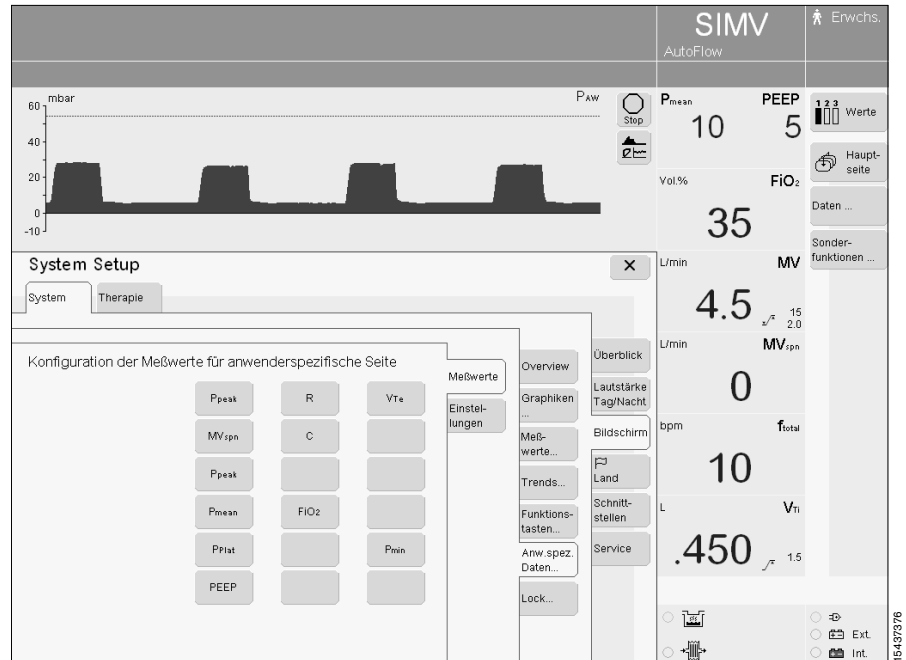 SIMV
AutoFlow
Erwchs.
mbar
PAW
60
40
20
0
-10
Stop
Pmean
PEEP
10
5
1 2 3
Werte
Haupt-
seite
Daten ...
Sonder-
funktionen ...
Vol.%
FiO2
35
L/min
MV
4.5
15
2.0
L/min
MVspn
0
bpm
ftotal
10
L
VTi
.450
1.5
System Setup
System
Therapie
Konfiguration der Meßwerte für anwenderspezifische Seite
Ppeak
R
VTe
MVspn
C
Ppeak
Pmean
FiO2
PPlat
Pmin
PEEP
Meßwerte
Einstel-
lungen
Overview
Graphiken
...
Meß-
werte...
Trends...
Funktions-
tasten...
Anw.spez.
Daten...
Lock...
Überblick
Lautstärke
Tag/Nacht
Bildschirm
Land
Schnitt-
stellen
Service
Ext.
Int.
15437376